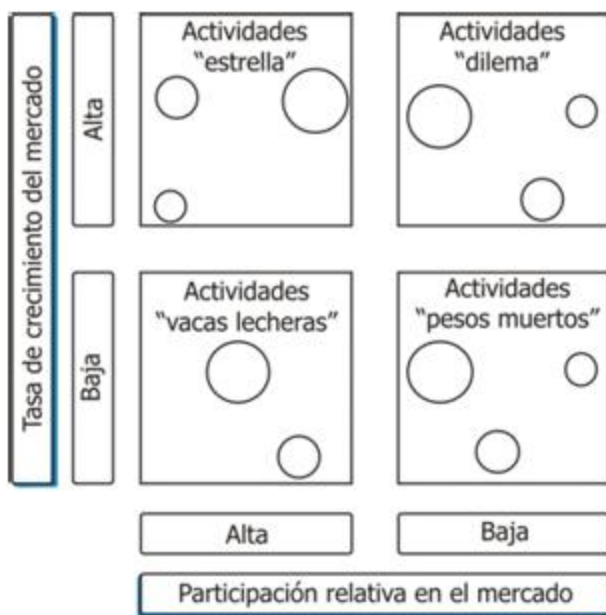 Tasa de crecimiento del mercado
Alta
Actividades
"estrella"
Actividades
"dilema"
Baja
Actividades
"vacas lecheras"
Actividades
"pesos muertos"
Alta
Baja
Participación relativa en el mercado